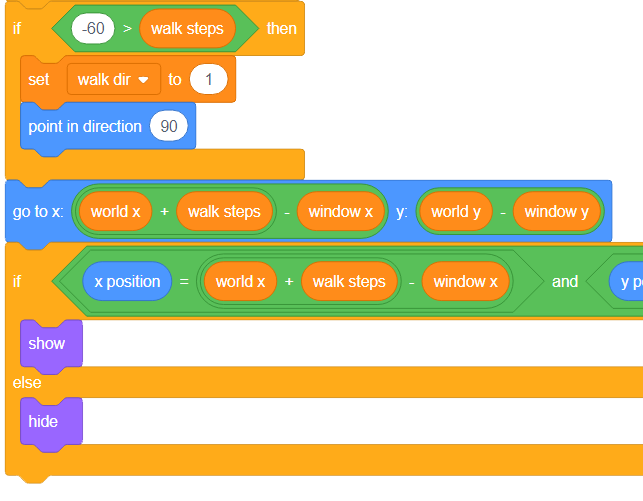 if -60 > walk steps then
set walk dir to 1
point in direction 90
go to x: world x + walk steps - window x y: world y - window y
if x position = world x + walk steps - window x and
show
else
hide